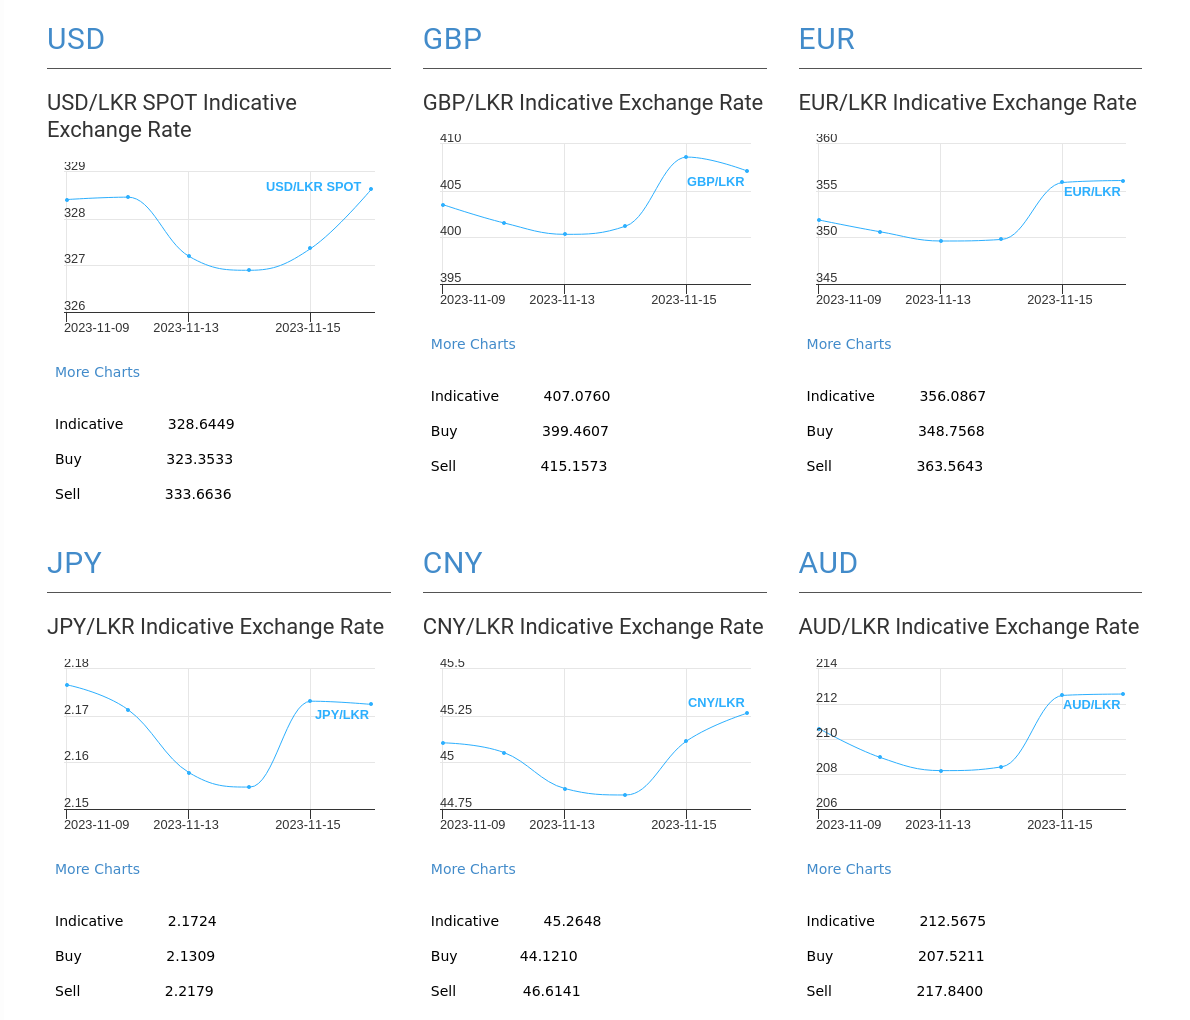 USD
USD/LKR SPOT Indicative
Exchange Rate
329
USD/LKR SPOT
328
327
326
2023-11-09 2023-11-13 2023-11-15
More Charts
Indicative 328.6449
Buy 323.3533
Sell 333.6636
GBP
GBP/LKR Indicative Exchange Rate
410
GBP/LKR
405
400
395
2023-11-09 2023-11-13 2023-11-15
More Charts
Indicative 407.0760
Buy 399.4607
Sell 415.1573
EUR
EUR/LKR Indicative Exchange Rate
360
355
EUR/LKR
350
345
2023-11-09 2023-11-13 2023-11-15
More Charts
Indicative 356.0867
Buy 348.7568
Sell 363.5643
JPY
JPY/LKR Indicative Exchange Rate
2.18
2.17
JPY/LKR
2.16
2.15
2023-11-09 2023-11-13 2023-11-15
More Charts
Indicative 2.1724
Buy 2.1309
Sell 2.2179
CNY
CNY/LKR Indicative Exchange Rate
45.5
CNY/LKR
45.25
45
44.75
2023-11-09 2023-11-13 2023-11-15
More Charts
Indicative 45.2648
Buy 44.1210
Sell 46.6141
AUD
AUD/LKR Indicative Exchange Rate
214
212
AUD/LKR
210
208
206
2023-11-09 2023-11-13 2023-11-15
More Charts
Indicative 212.5675
Buy 207.5211
Sell 217.8400